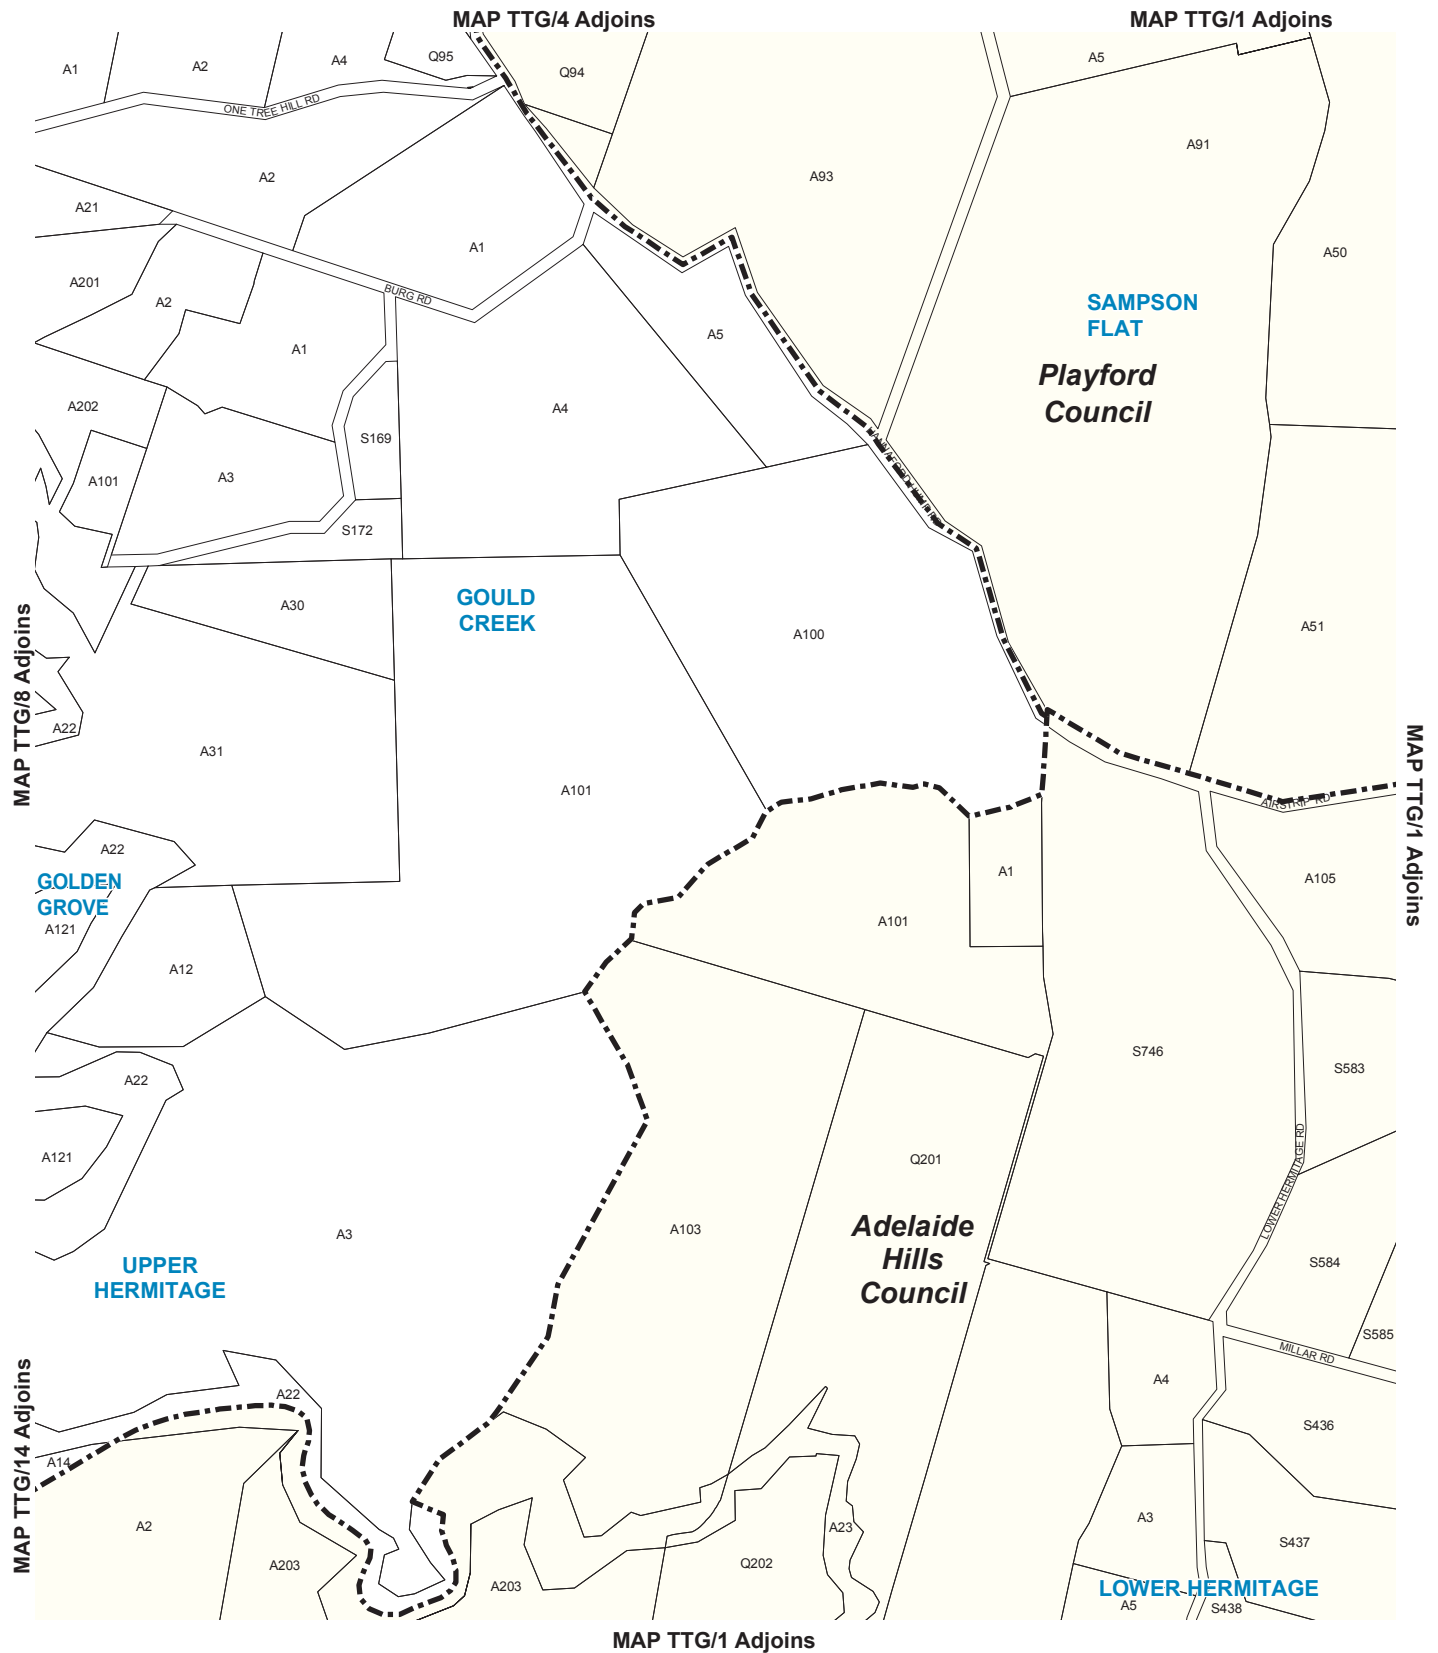 MAP TTG/4 Adjoins
MAP TTG/1 Adjoins
A1
A2
A4
Q95
Q94
A5
ONE TREE HILL RD
A91
A93
A2
A21
A1
A50
A201
A2
BURG RD
SAMPSON
FLAT
A5
A1
Playford
Council
A202
A4
S169
A3
A101
HANNAFORD HUMP RD
S172
GOULD
CREEK
A30
A100
A51
MAP TTG/8 Adjoins
A22
A31
A101
MAP TTG/1 Adjoins
AIRSTRIP RD
A22
A1
A105
GOLDEN
GROVE
A121
A101
A12
S746
S583
A22
A121
Q201
LOWER HERMITAGE RD
A3
A103
Adelaide
Hills
Council
UPPER
HERMITAGE
S584
S585
MILLAR RD
A4
A22
S436
MAP TTG/14 Adjoins
A14
A2
A3
A23
S437
A203
Q202
A203
LOWER HERMITAGE
A5
S438
MAP TTG/1 Adjoins